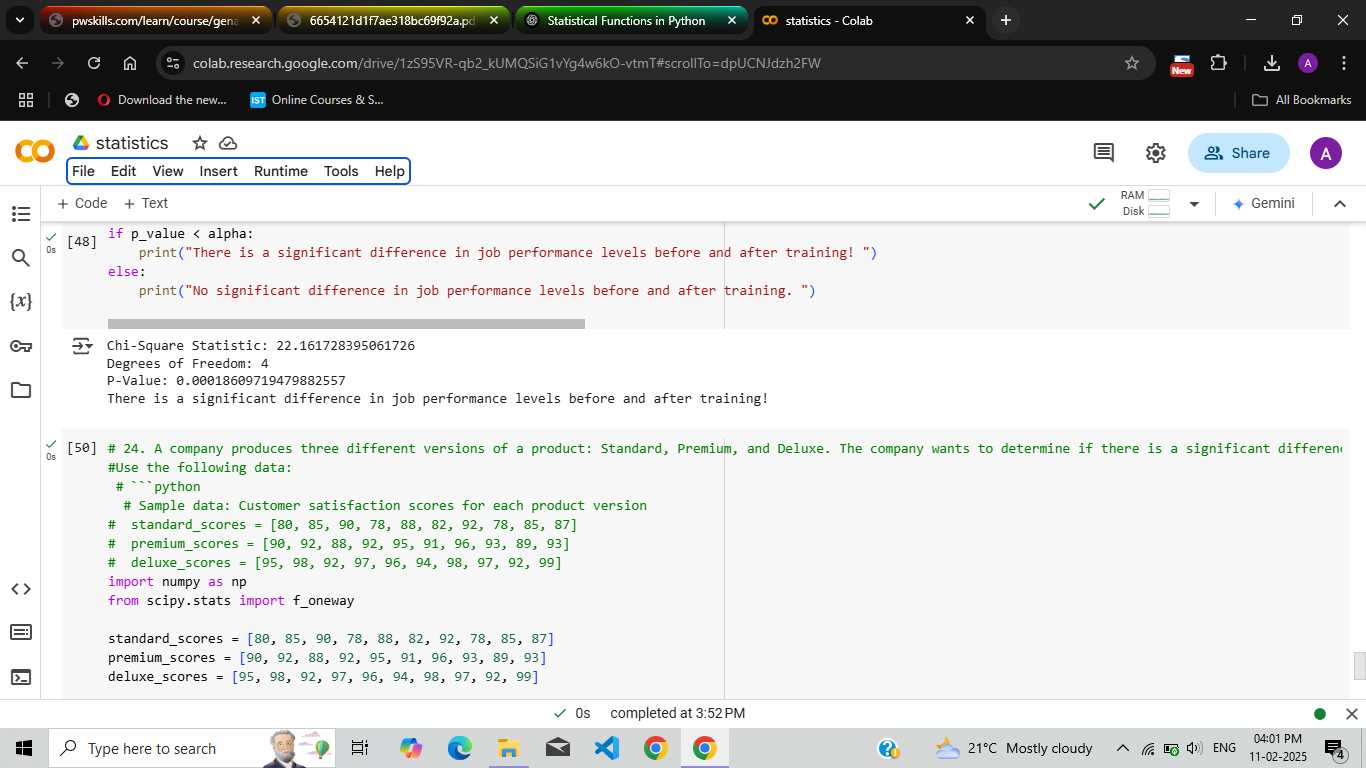 pwskills.com/learn/course/gena
6654121d1f7ae318bc69f92a.pd
Statistical Functions in Python
statistics - Colab
colab.research.google.com/drive/1zS95VR-qb2_kUMQSiG1vYg4w6kO-vtmT#scrollTo=dpUCNJdzh2FW
New
A
Download the new...
IST
Online Courses & S...
All Bookmarks
statistics
Share
A
File Edit View Insert Runtime Tools Help
+ Code + Text
RAM
Disk
Gemini
0s
[48]
if p_value < alpha:
print("There is a significant difference in job performance levels before and after training! ")
else:
print("No significant difference in job performance levels before and after training. ")
{x}
Chi-Square Statistic: 22.161728395061726
Degrees of Freedom: 4
P-Value: 0.00018609719479882557
There is a significant difference in job performance levels before and after training!
0s
[50]
# 24. A company produces three different versions of a product: Standard, Premium, and Deluxe. The company wants to determine if there is a significant differenc
#Use the following data:
# ```python
# Sample data: Customer satisfaction scores for each product version
# standard_scores = [80, 85, 90, 78, 88, 82, 92, 78, 85, 87]
# premium_scores = [90, 92, 88, 92, 95, 91, 96, 93, 89, 93]
# deluxe_scores = [95, 98, 92, 97, 96, 94, 98, 97, 92, 99]
import numpy as np
from scipy.stats import f_oneway
standard_scores = [80, 85, 90, 78, 88, 82, 92, 78, 85, 87]
premium_scores = [90, 92, 88, 92, 95, 91, 96, 93, 89, 93]
deluxe_scores = [95, 98, 92, 97, 96, 94, 98, 97, 92, 99]
0s completed at 3:52 PM
Type here to search
21°C Mostly cloudy
ENG
04:01 PM
11-02-2025
4